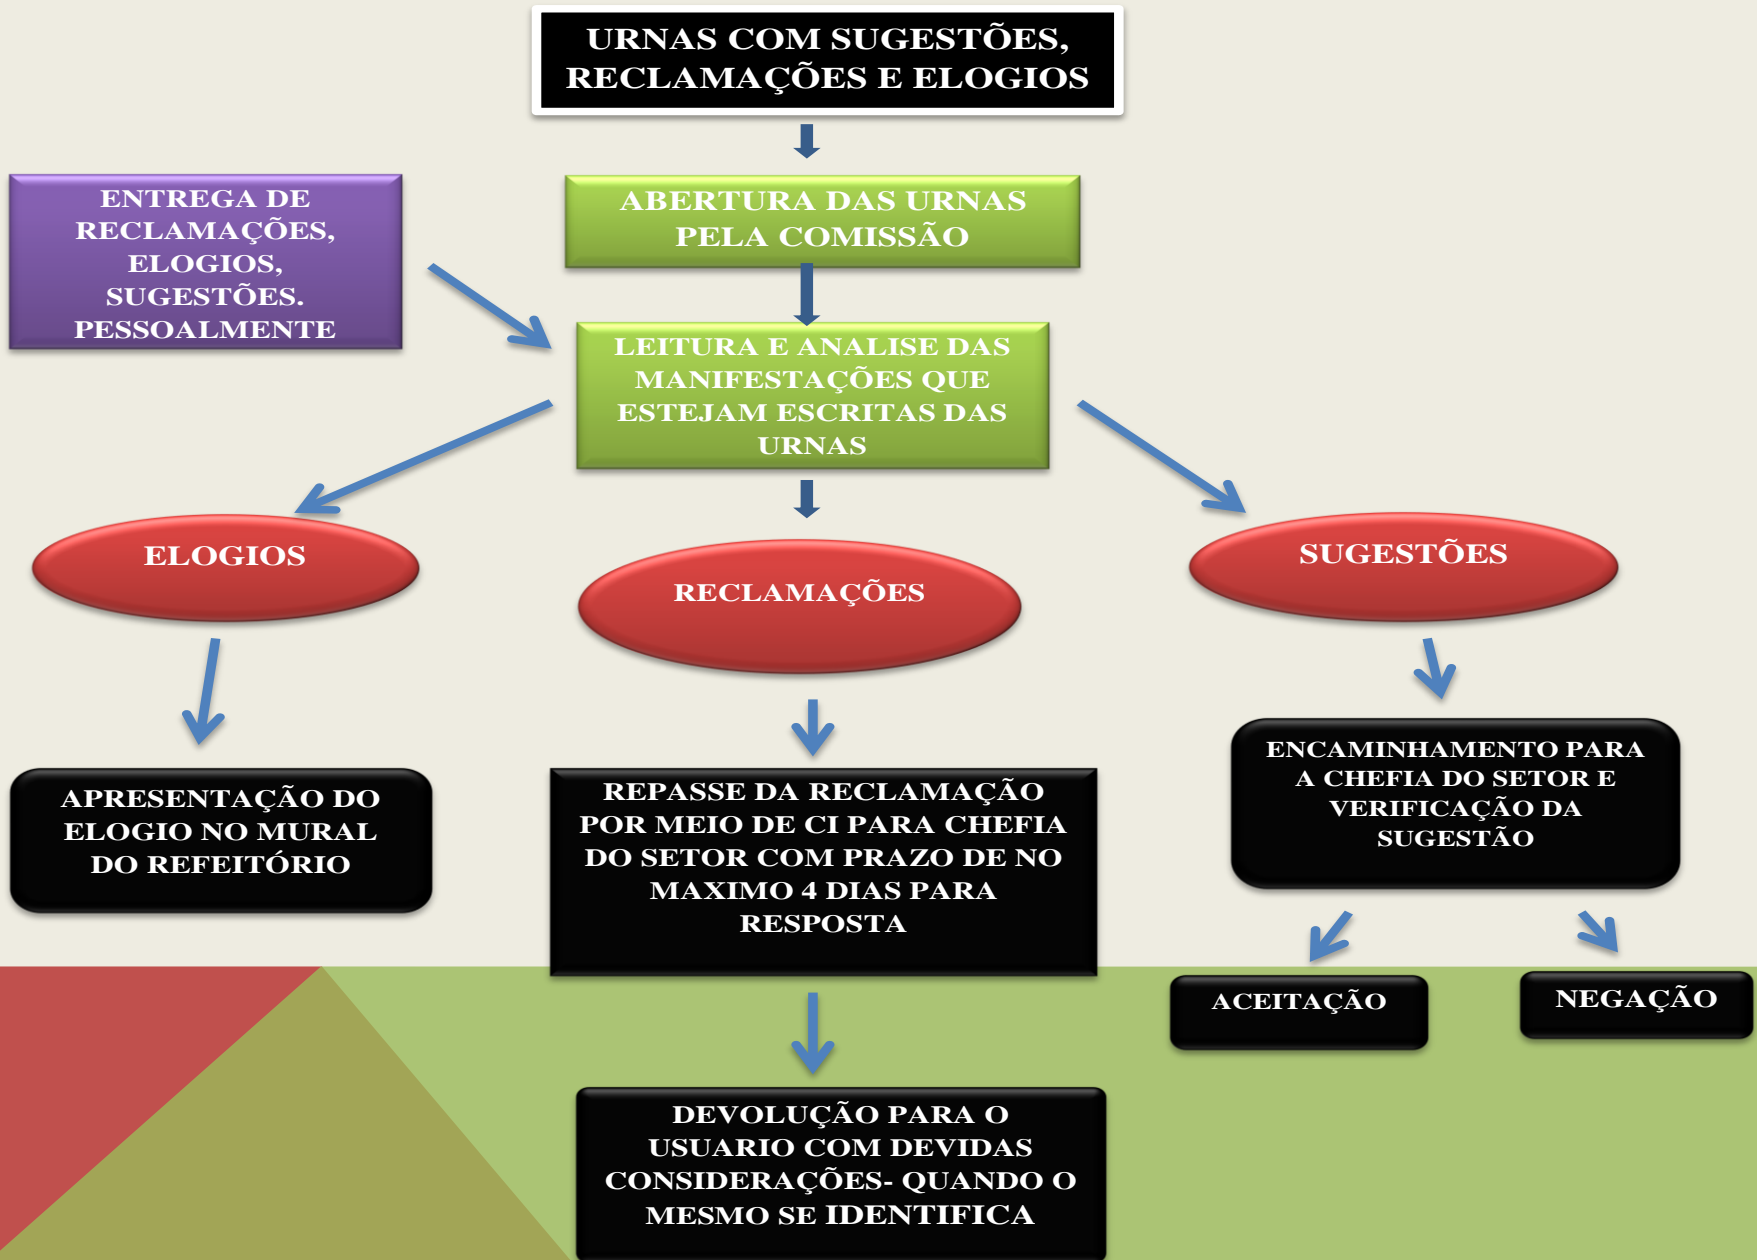 URNAS COM SUGESTÕES,
RECLAMAÇÕES E ELOGIOS
ENTREGA DE
RECLAMAÇÕES,
ELOGIOS,
SUGESTÕES.
PESSOALMENTE
ABERTURA DAS URNAS
PELA COMISSÃO
LEITURA E ANALISE DAS
MANIFESTAÇÕES QUE
ESTEJAM ESCRITAS DAS
URNAS
ELOGIOS
RECLAMAÇÕES
SUGESTÕES
APRESENTAÇÃO DO
ELOGIO NO MURAL
DO REFEITÓRIO
REPASSE DA RECLAMAÇÃO
POR MEIO DE CI PARA CHEFIA
DO SETOR COM PRAZO DE NO
MAXIMO 4 DIAS PARA
RESPOSTA
ENCAMINHAMENTO PARA
A CHEFIA DO SETOR E
VERIFICAÇÃO DA
SUGESTÃO
ACEITAÇÃO
NEGAÇÃO
DEVOLUÇÃO PARA O
USUARIO COM DEVIDAS
CONSIDERAÇÕES- QUANDO O
MESMO SE IDENTIFICA